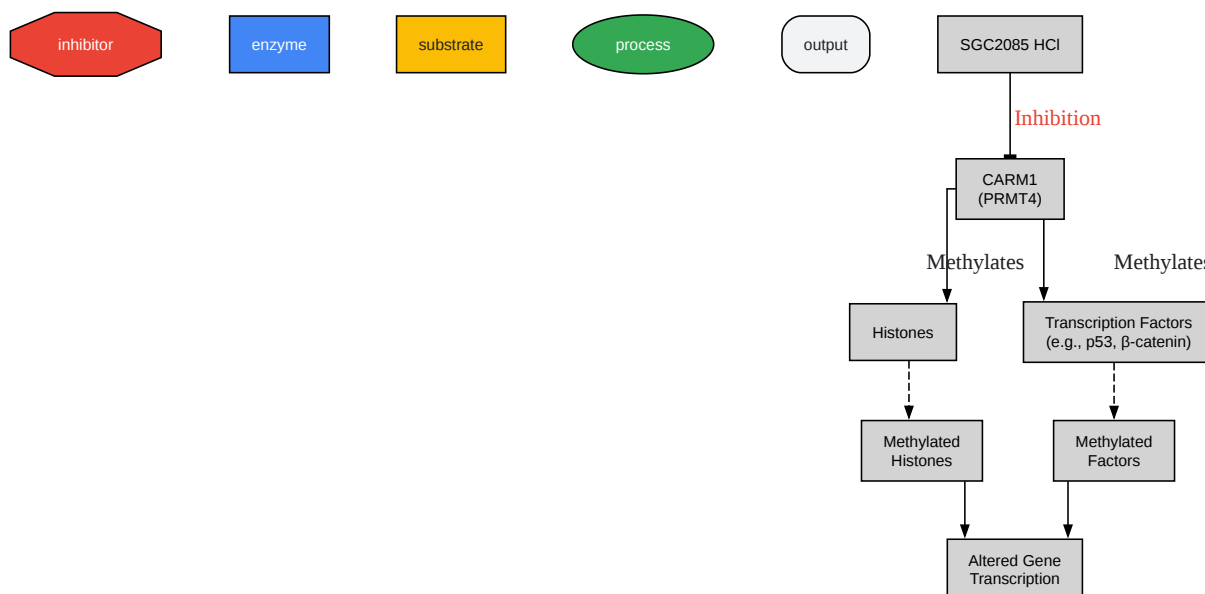 inhibitor
enzyme
substrate
process
output
SGC2085 HCl
Inhibition
CARM1
(PRMT4)
Methylates
Methylates
Histones
Transcription Factors
(e.g., p53, β-catenin)
Methylated
Histones
Methylated
Factors
Altered Gene
Transcription